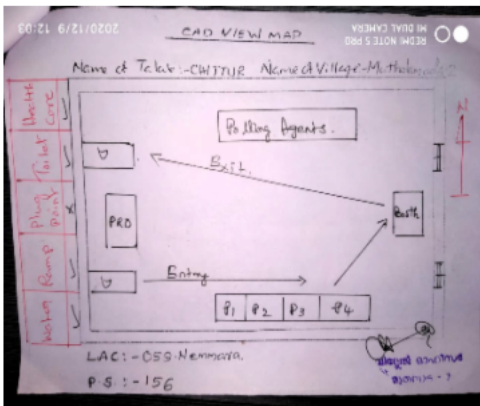 CAD VIEW MAP
Name of Taluk:-CHITTUR Name of Village-
Polling Agents.
Exit
PRO
Booth
Entry
P1 P2 P3 P4
LAC:-058-Nemmara.
P.S.:-156
Health Care
Toilet
Plug Point
Ramp
Water
REDMI NOTE 5 PRO
MI DUAL CAMERA
2020/12/9 12:03